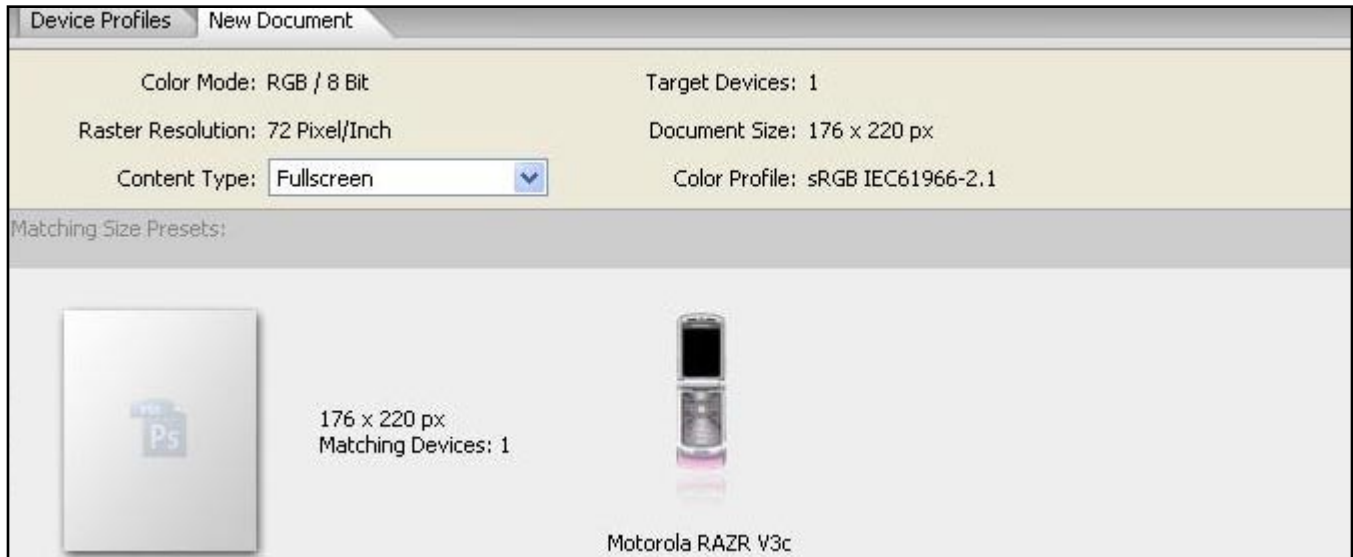 Device Profiles New Document
Color Mode: RGB / 8 Bit Target Devices: 1
Raster Resolution: 72 Pixel/Inch Document Size: 176 x 220 px
Content Type: Fullscreen Color Profile: sRGB IEC61966-2.1
Matching Size Presets:
Ps
176 x 220 px
Matching Devices: 1
Motorola RAZR V3c